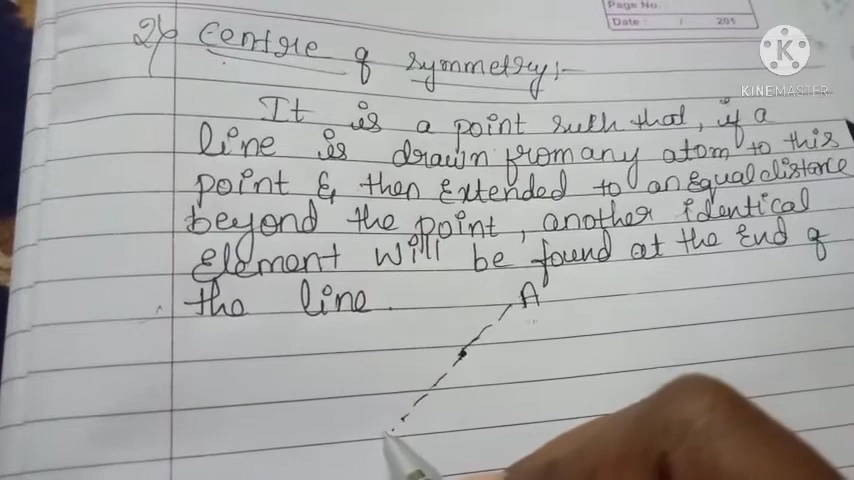 Page No.
Date: / 201
K
KINEMASTER
2) Centre of symmetry:-
It is a point such that, if a
line is drawn from any atom to this
point & then extended to an equal distance
beyond the point, another identical
element will be found at the end of
the line.
A